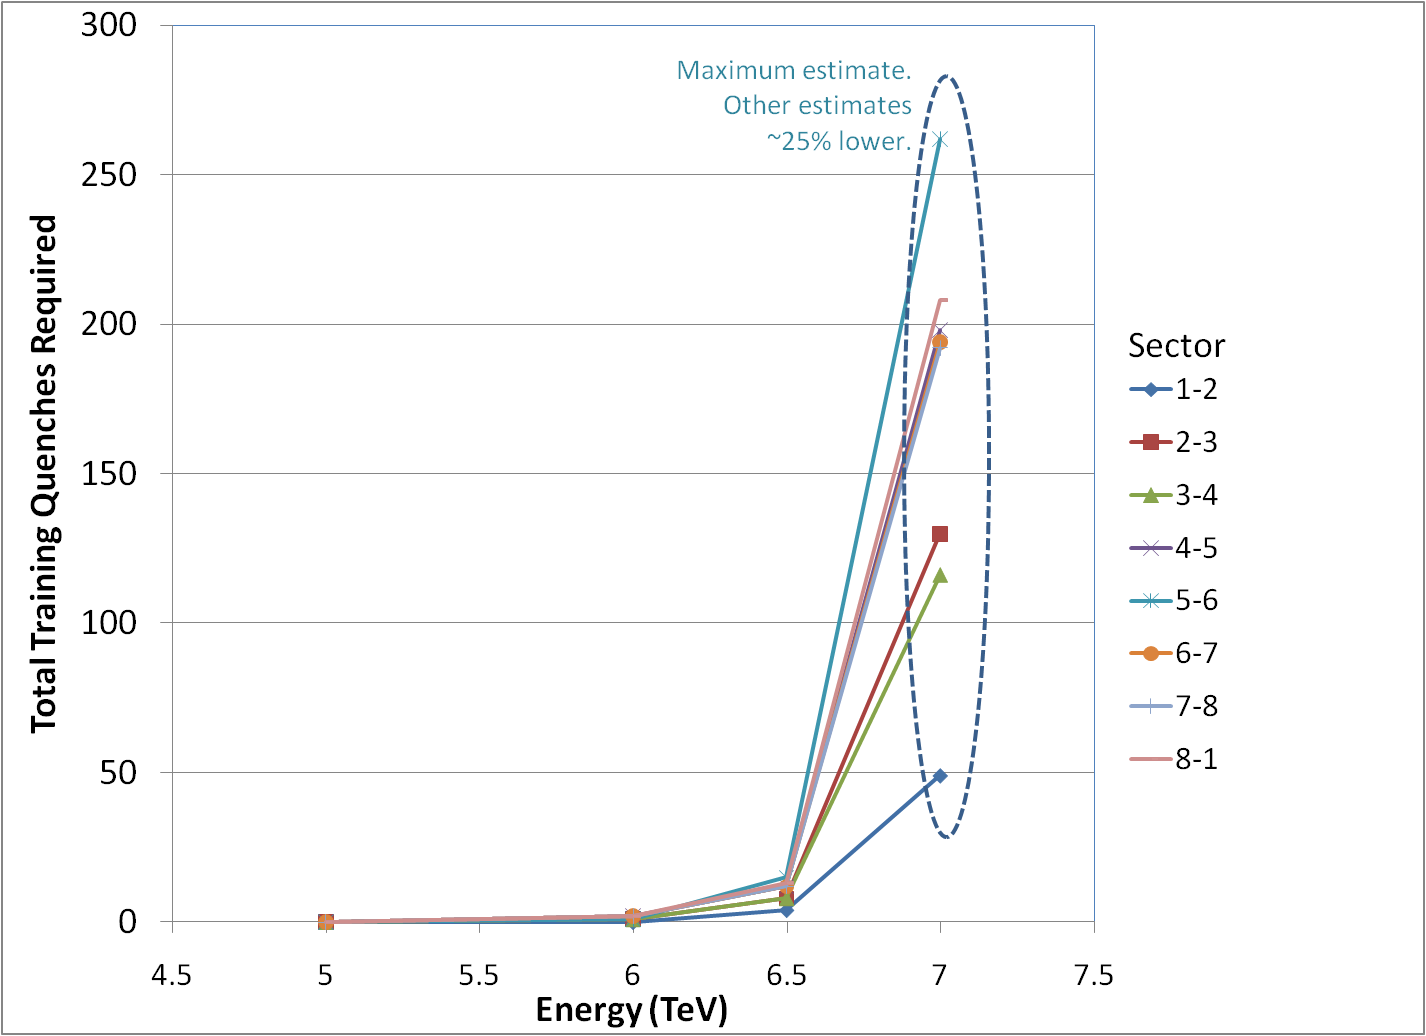 300
250
200
150
100
50
0
Total Training Quenches Required
Maximum estimate.
Other estimates
~25% lower.
4.5 5 5.5 6 6.5 7 7.5
Energy (TeV)
Sector
1-2
2-3
3-4
4-5
5-6
6-7
7-8
8-1